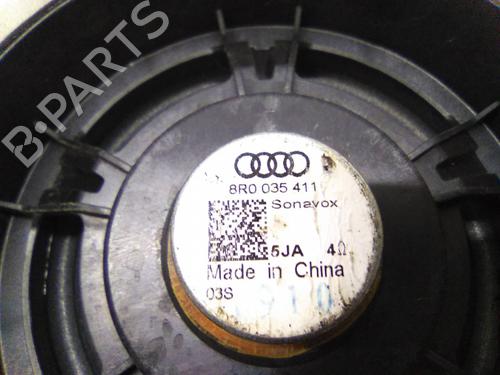 B-PARTS
8R0 035 411
Sonavox
5JA 4Ω
Made in China
03S